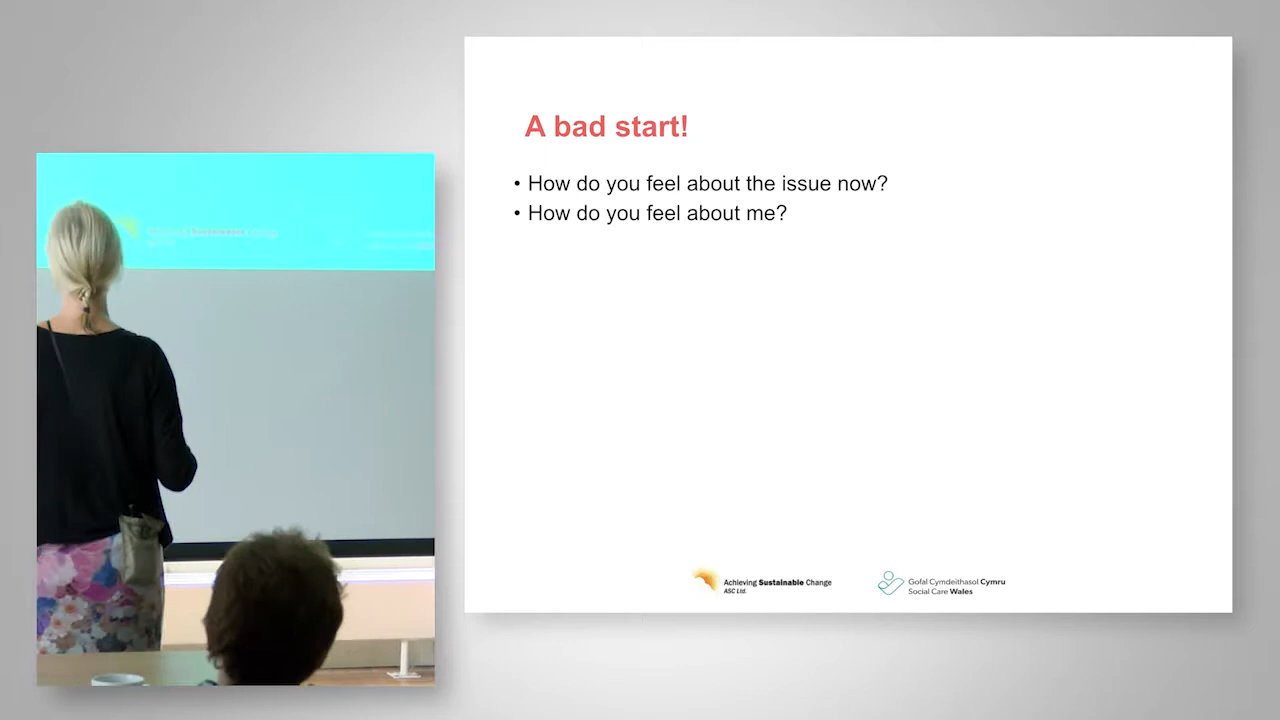 A bad start!
• How do you feel about the issue now?
• How do you feel about me?
Achieving Sustainable Change
ASC Ltd.
Gofal Cymdeithasol Cymru
Social Care Wales